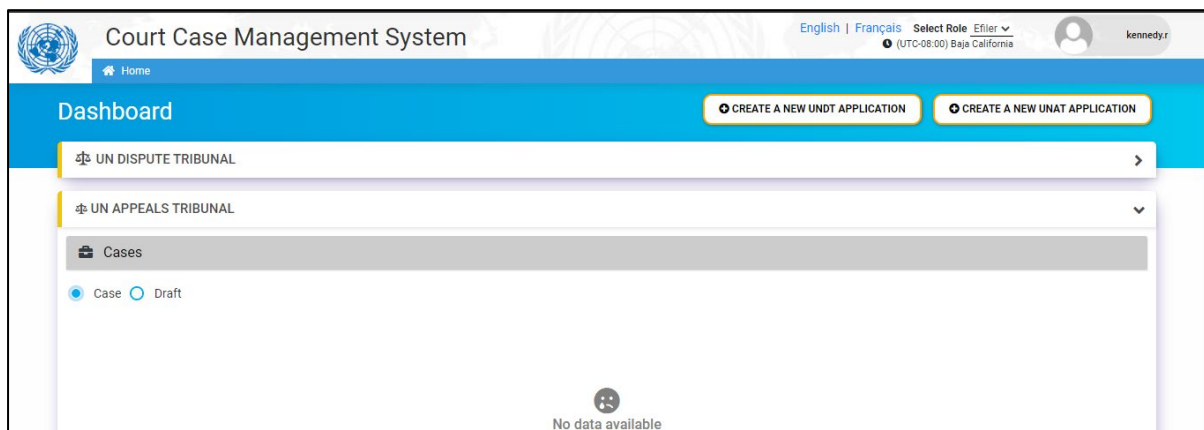 Court Case Management System
English | Français Select Role Efiler
(UTC-08:00) Baja California
kennedy.r
Home
Dashboard
CREATE A NEW UNDT APPLICATION
CREATE A NEW UNAT APPLICATION
UN DISPUTE TRIBUNAL
UN APPEALS TRIBUNAL
Cases
Case Draft
No data available